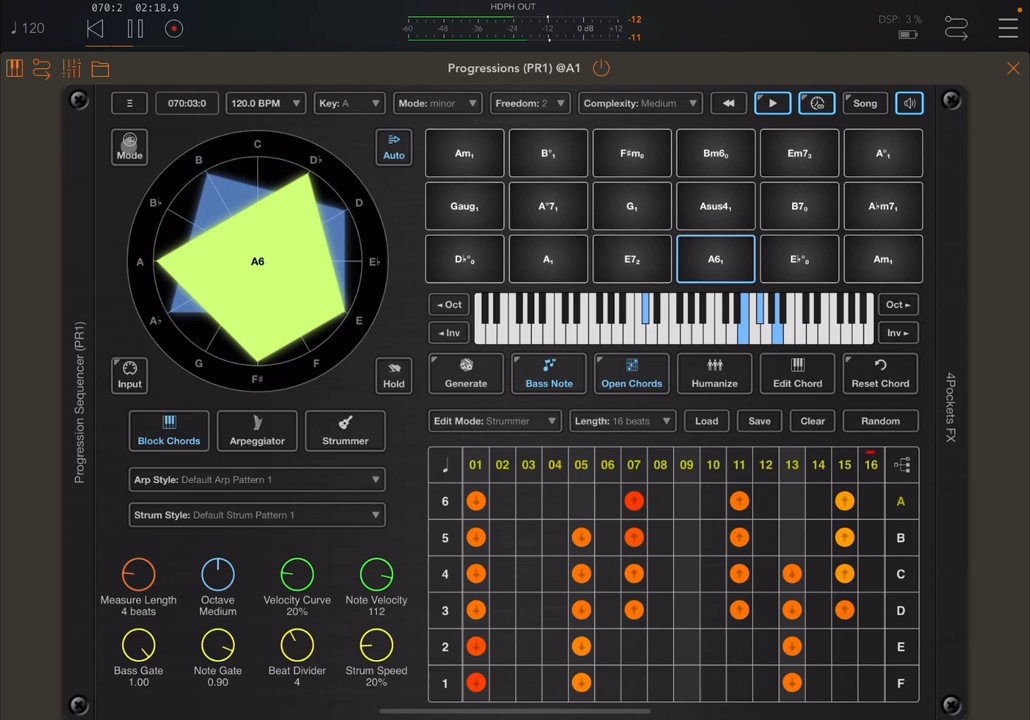 070:2 02:18.9
HDPH OUT
♩ 120
-60 -48 -36 -24 -12 0 dB +12
-12
-11
DSP: 3 %
Progressions (PR1) @A1
070:03:0
120.0 BPM
Key: A
Mode: minor
Freedom: 2
Complexity: Medium
Song
Mode
Auto
C
B
D♭
B♭
D
A
A6
E♭
A♭
E
G
F
F♯
Input
Hold
Am1
B°1
F♯m0
Bm60
Em73
A°1
Gaug1
A°71
G1
Asus41
B70
A♭m71
D♭°0
A1
E72
A61
E♭°0
Am1
Oct
Oct
Inv
Inv
Generate
Bass Note
Open Chords
Humanize
Edit Chord
Reset Chord
Block Chords
Arpeggiator
Strummer
Edit Mode: Strummer
Length: 16 beats
Load
Save
Clear
Random
Arp Style: Default Arp Pattern 1
Strum Style: Default Strum Pattern 1
Measure Length
4 beats
Octave
Medium
Velocity Curve
20%
Note Velocity
112
Bass Gate
1.00
Note Gate
0.90
Beat Divider
4
Strum Speed
20%
♩ 01 02 03 04 05 06 07 08 09 10 11 12 13 14 15 16
6 A
5 B
4 C
3 D
2 E
1 F
Progression Sequencer (PR1)
4Pockets FX